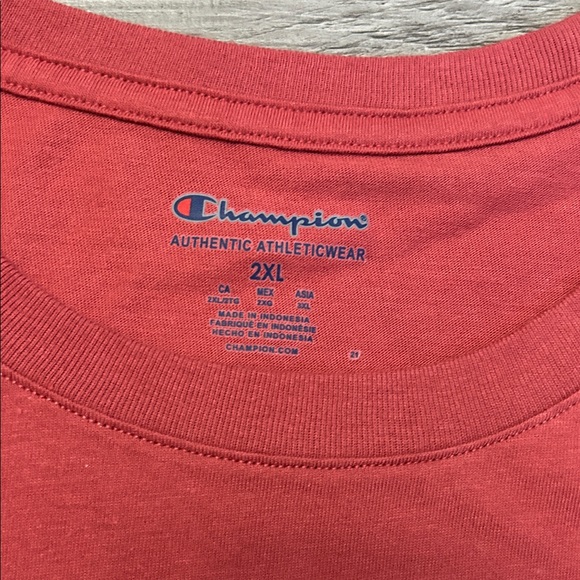 Champion
AUTHENTIC ATHLETICWEAR
2XL
CA MEX ASIA
2XL/2TG 2XG 3XL
MADE IN INDONESIA
FABRIQUÉ EN INDONÉSIE
HECHO EN INDONESIA
CHAMPION.COM
21